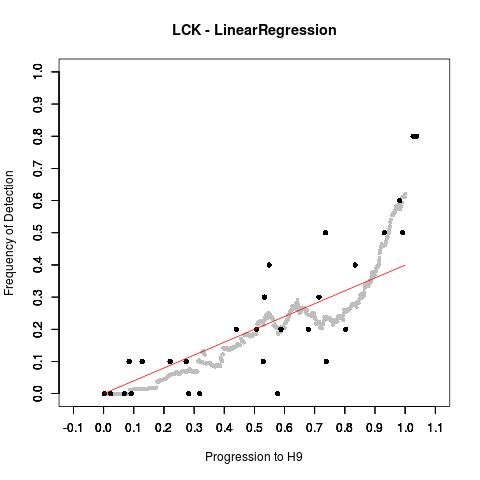 LCK - LinearRegression
Frequency of Detection
1.0
0.9
0.8
0.7
0.6
0.5
0.4
0.3
0.2
0.1
0.0
-0.1 0.0 0.1 0.2 0.3 0.4 0.5 0.6 0.7 0.8 0.9 1.0 1.1
Progression to H9